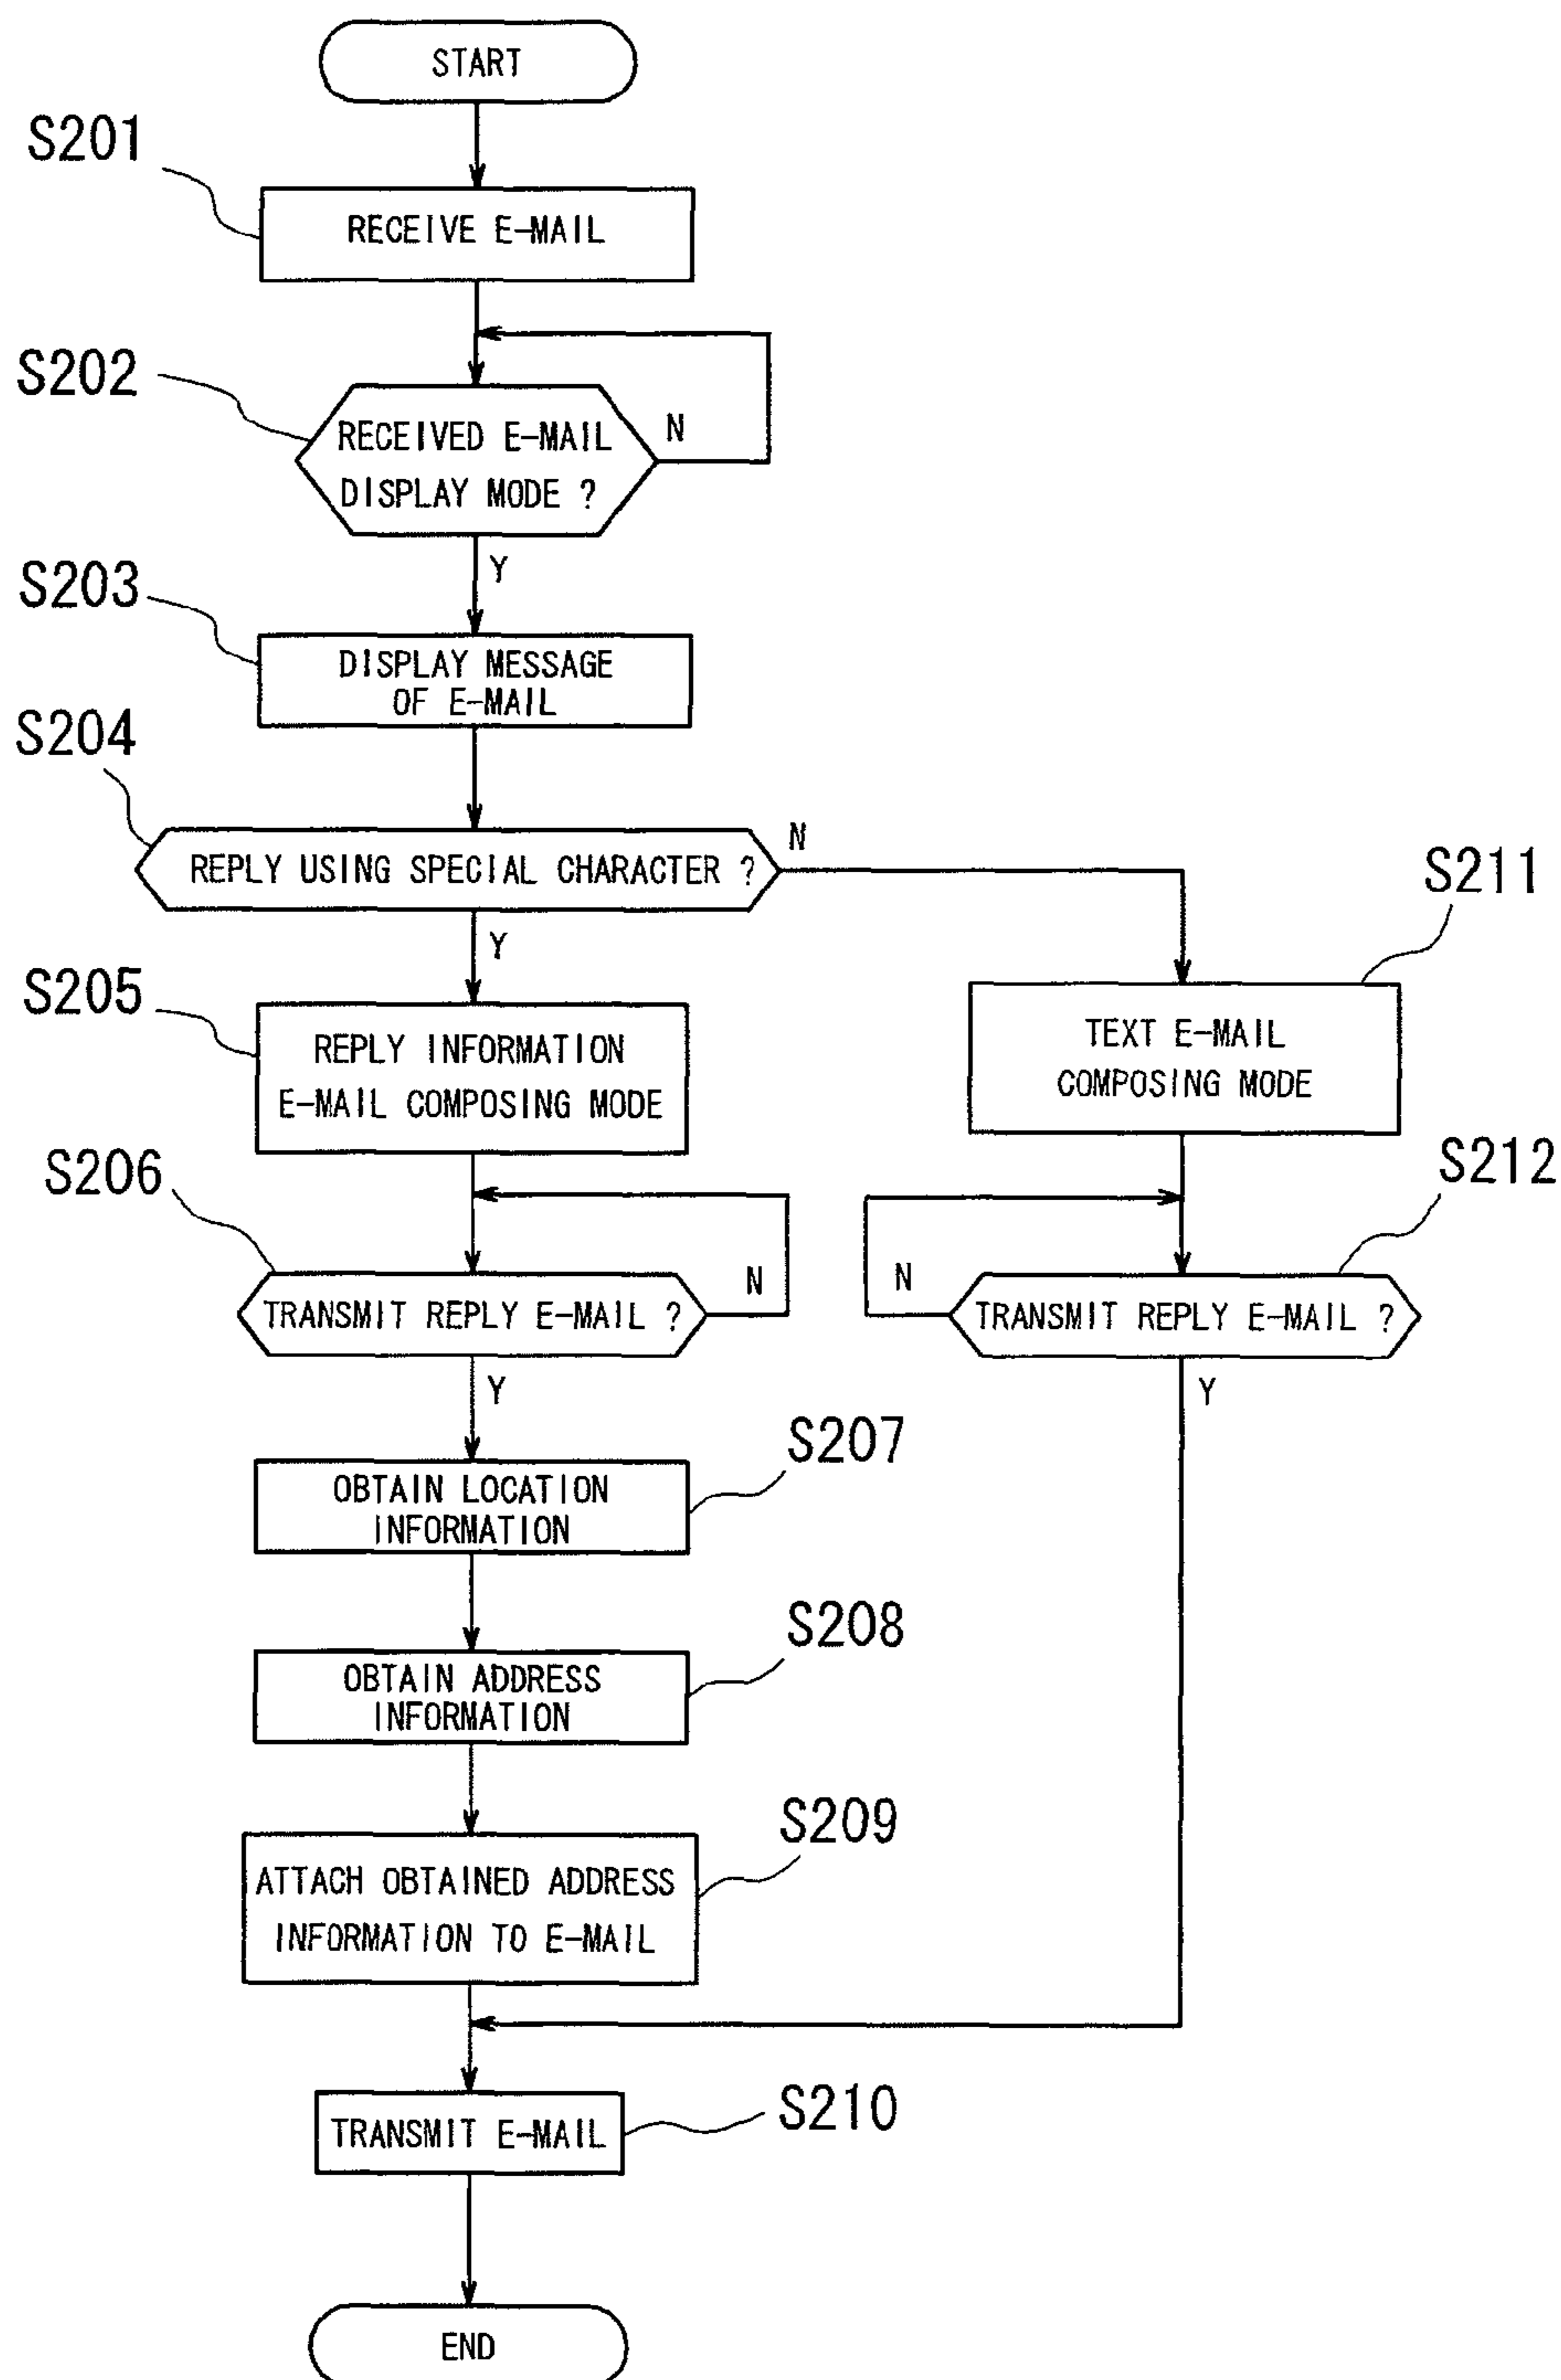 START
S201
RECEIVE E-MAIL
S202
RECEIVED E-MAIL
DISPLAY MODE ?
N
Y
S203
DISPLAY MESSAGE
OF E-MAIL
S204
REPLY USING SPECIAL CHARACTER ?
N
Y
S205
REPLY INFORMATION
E-MAIL COMPOSING MODE
S211
TEXT E-MAIL
COMPOSING MODE
S206
TRANSMIT REPLY E-MAIL ?
N
Y
S212
TRANSMIT REPLY E-MAIL ?
N
Y
S207
OBTAIN LOCATION
INFORMATION
S208
OBTAIN ADDRESS
INFORMATION
S209
ATTACH OBTAINED ADDRESS
INFORMATION TO E-MAIL
S210
TRANSMIT E-MAIL
END